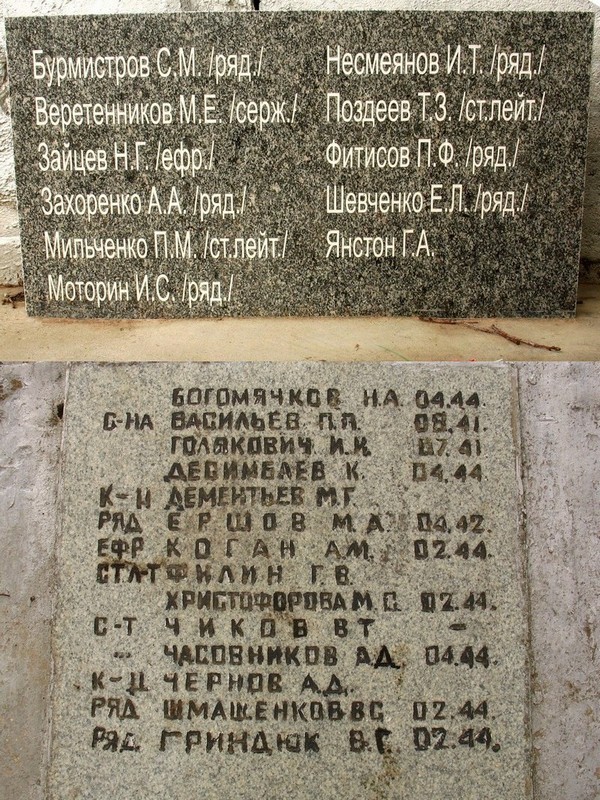 Бурмистров С.М. /ряд./
Веретенников М.Е. /серж./
Зайцев Н.Г. /ефр./
Захоренко А.А. /ряд./
Мильченко П.М. /ст.лейт./
Моторин И.С. /ряд./
Несмеянов И.Т. /ряд./
Поздеев Т.З. /ст.лейт./
Фитисов П.Ф. /ряд./
Шевченко Е.Л. /ряд./
Янстон Г.А.
БОГОМЯЧКОВ Н.А. 04.44.
С-НА ВАСИЛЬЕВ П.П. 08.41.
ГОЛЯКОВИЧ И.И. 07.41
ДЕСИМБАЕВ К. 04.44
К-Н ДЕМЕНТЬЕВ М.Г.
РЯД ЕРШОВ М.А. 04.42.
ЕФР КОГАН А.М. 02.44.
СТЛТ ФИЛИН Г.В.
ХРИСТОФОРОВА М.С. 02.44.
С-Т ЧИКОВ В Т –
– ЧАСОВНИКОВ А.Д. 04.44.
К-Н ЧЕРНОВ А.Д.
РЯД ШМАЩЕНКОВ В С. 02.44.
РЯД. ГРИНДЮК В.Г. 02.44.